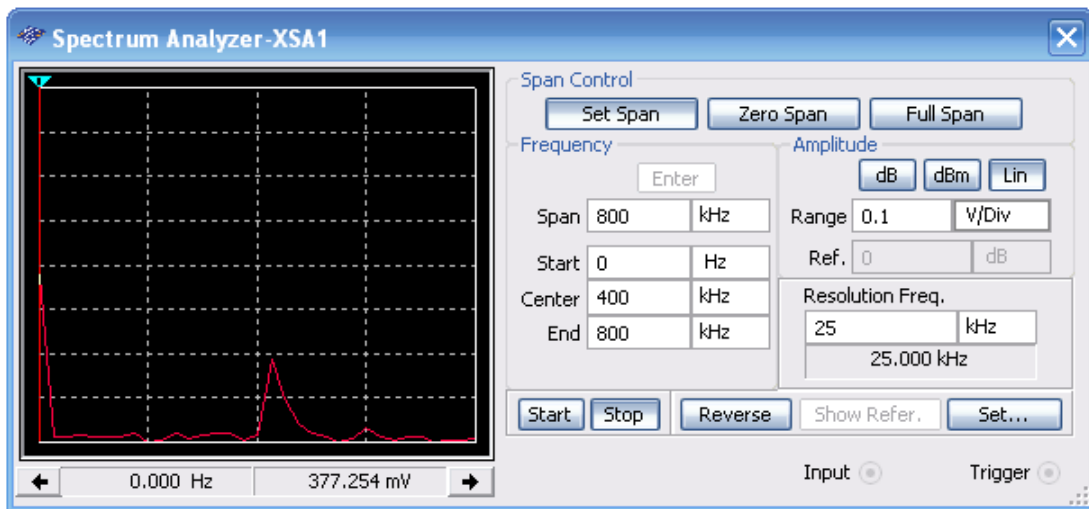 Spectrum Analyzer-XSA1
Span Control
Set Span Zero Span Full Span
Frequency
Enter
Span 800 kHz
Start 0 Hz
Center 400 kHz
End 800 kHz
Amplitude
dB dBm Lin
Range 0.1 V/Div
Ref. 0 dB
Resolution Freq.
25 kHz
25.000 kHz
Start Stop Reverse Show Refer. Set...
0.000 Hz 377.254 mV
Input Trigger